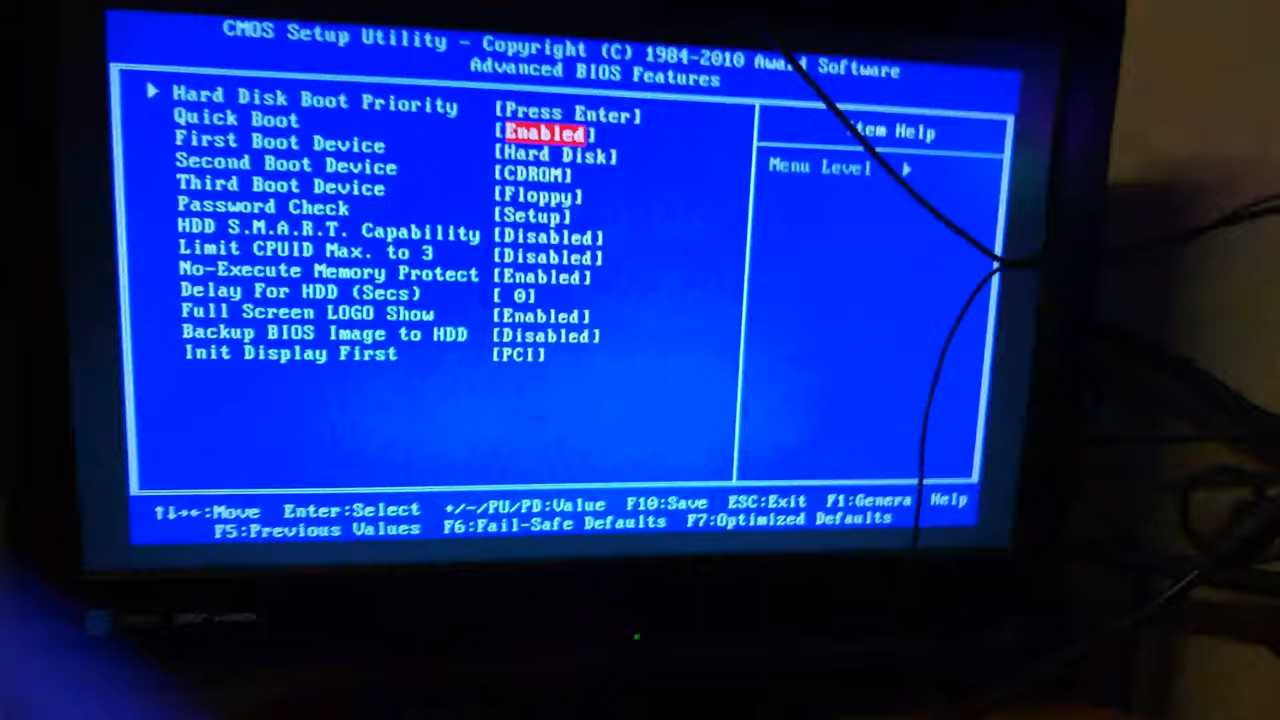 CMOS Setup Utility - Copyright (C) 1984-2010 Award Software
Advanced BIOS Features
Hard Disk Boot Priority [Press Enter]
Quick Boot [Enabled]
First Boot Device [Hard Disk]
Second Boot Device [CDROM]
Third Boot Device [Floppy]
Password Check [Setup]
HDD S.M.A.R.T. Capability [Disabled]
Limit CPUID Max. to 3 [Disabled]
No-Execute Memory Protect [Enabled]
Delay For HDD (Secs) [ 0]
Full Screen LOGO Show [Enabled]
Backup BIOS Image to HDD [Disabled]
Init Display First [PCI]
Item Help
Menu Level ▶
↑↓→←:Move Enter:Select +/-/PU/PD:Value F10:Save ESC:Exit F1:General Help
F5:Previous Values F6:Fail-Safe Defaults F7:Optimized Defaults